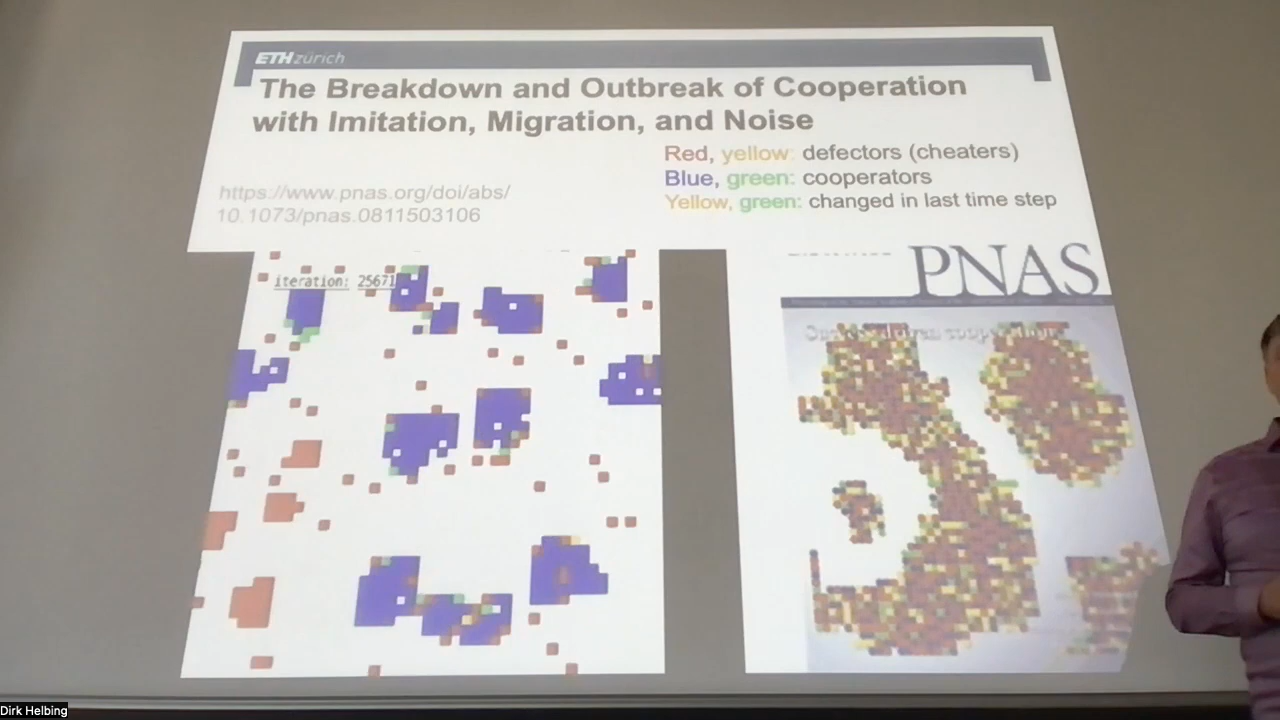 ETH zürich
The Breakdown and Outbreak of Cooperation
with Imitation, Migration, and Noise
Red, yellow: defectors (cheaters)
Blue, green: cooperators
Yellow, green: changed in last time step
https://www.pnas.org/doi/abs/
10.1073/pnas.0811503106
PNAS
iteration: 25671
Dirk Helbing